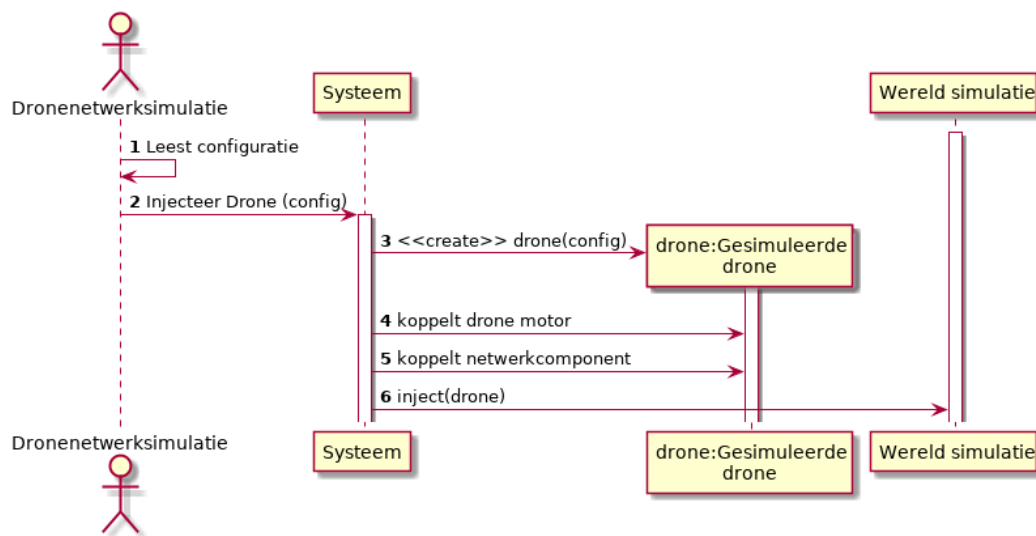 Dronenetwerksimulatie
Systeem
Wereld simulatie
1 Leest configuratie
2 Injecteer Drone (config)
3 <<create>> drone(config)
drone:Gesimuleerde
drone
4 koppelt drone motor
5 koppelt netwerkcomponent
6 inject(drone)
Dronenetwerksimulatie
Systeem
drone:Gesimuleerde
drone
Wereld simulatie